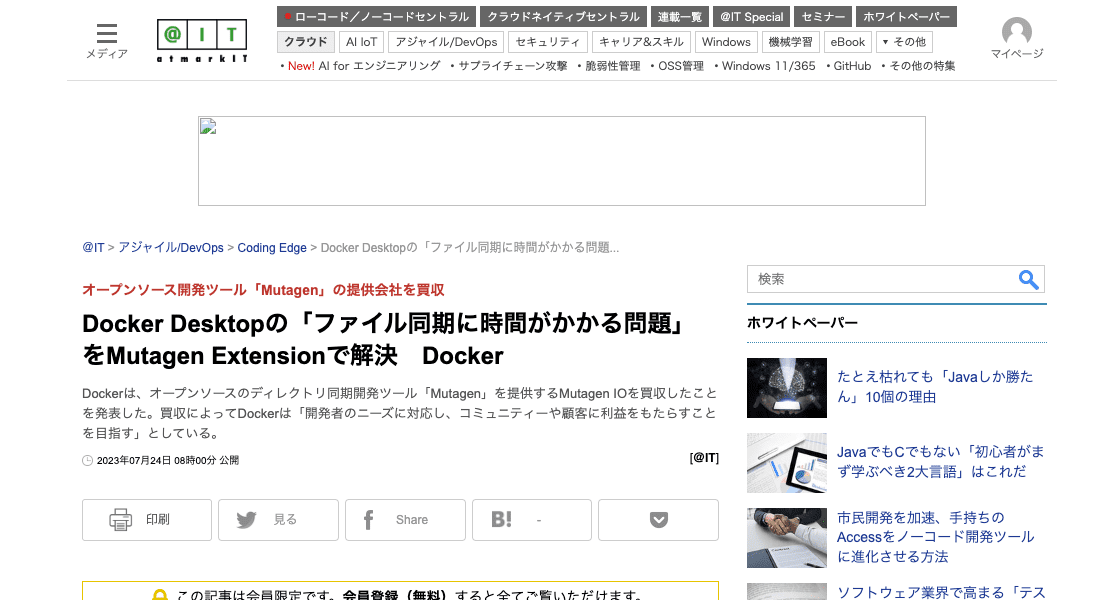 メディア
@IT
atmarkIT
ローコード／ノーコードセントラル
クラウドネイティブセントラル
連載一覧
@IT Special
セミナー
ホワイトペーパー
クラウド
AI IoT
アジャイル/DevOps
セキュリティ
キャリア&スキル
Windows
機械学習
eBook
▼ その他
・New! AI for エンジニアリング
・サプライチェーン攻撃
・脆弱性管理
・OSS管理
・Windows 11/365
・GitHub
・その他の特集
マイページ
@IT > アジャイル/DevOps > Coding Edge > Docker Desktopの「ファイル同期に時間がかかる問題...
オープンソース開発ツール「Mutagen」の提供会社を買収
Docker Desktopの「ファイル同期に時間がかかる問題」
をMutagen Extensionで解決　Docker
Dockerは、オープンソースのディレクトリ同期開発ツール「Mutagen」を提供するMutagen IOを買収したこと
を発表した。買収によってDockerは「開発者のニーズに対応し、コミュニティーや顧客に利益をもたらすこと
を目指す」としている。
2023年07月24日 08時00分 公開
[@IT]
印刷
見る
Share
B!
-
この記事は会員限定です。会員登録（無料）すると全てご覧いただけます。
検索
ホワイトペーパー
たとえ枯れても「Javaしか勝た
ん」10個の理由
JavaでもCでもない「初心者がま
ず学ぶべき2大言語」はこれだ
市民開発を加速、手持ちの
Accessをノーコード開発ツール
に進化させる方法
ソフトウェア業界で高まる「テス